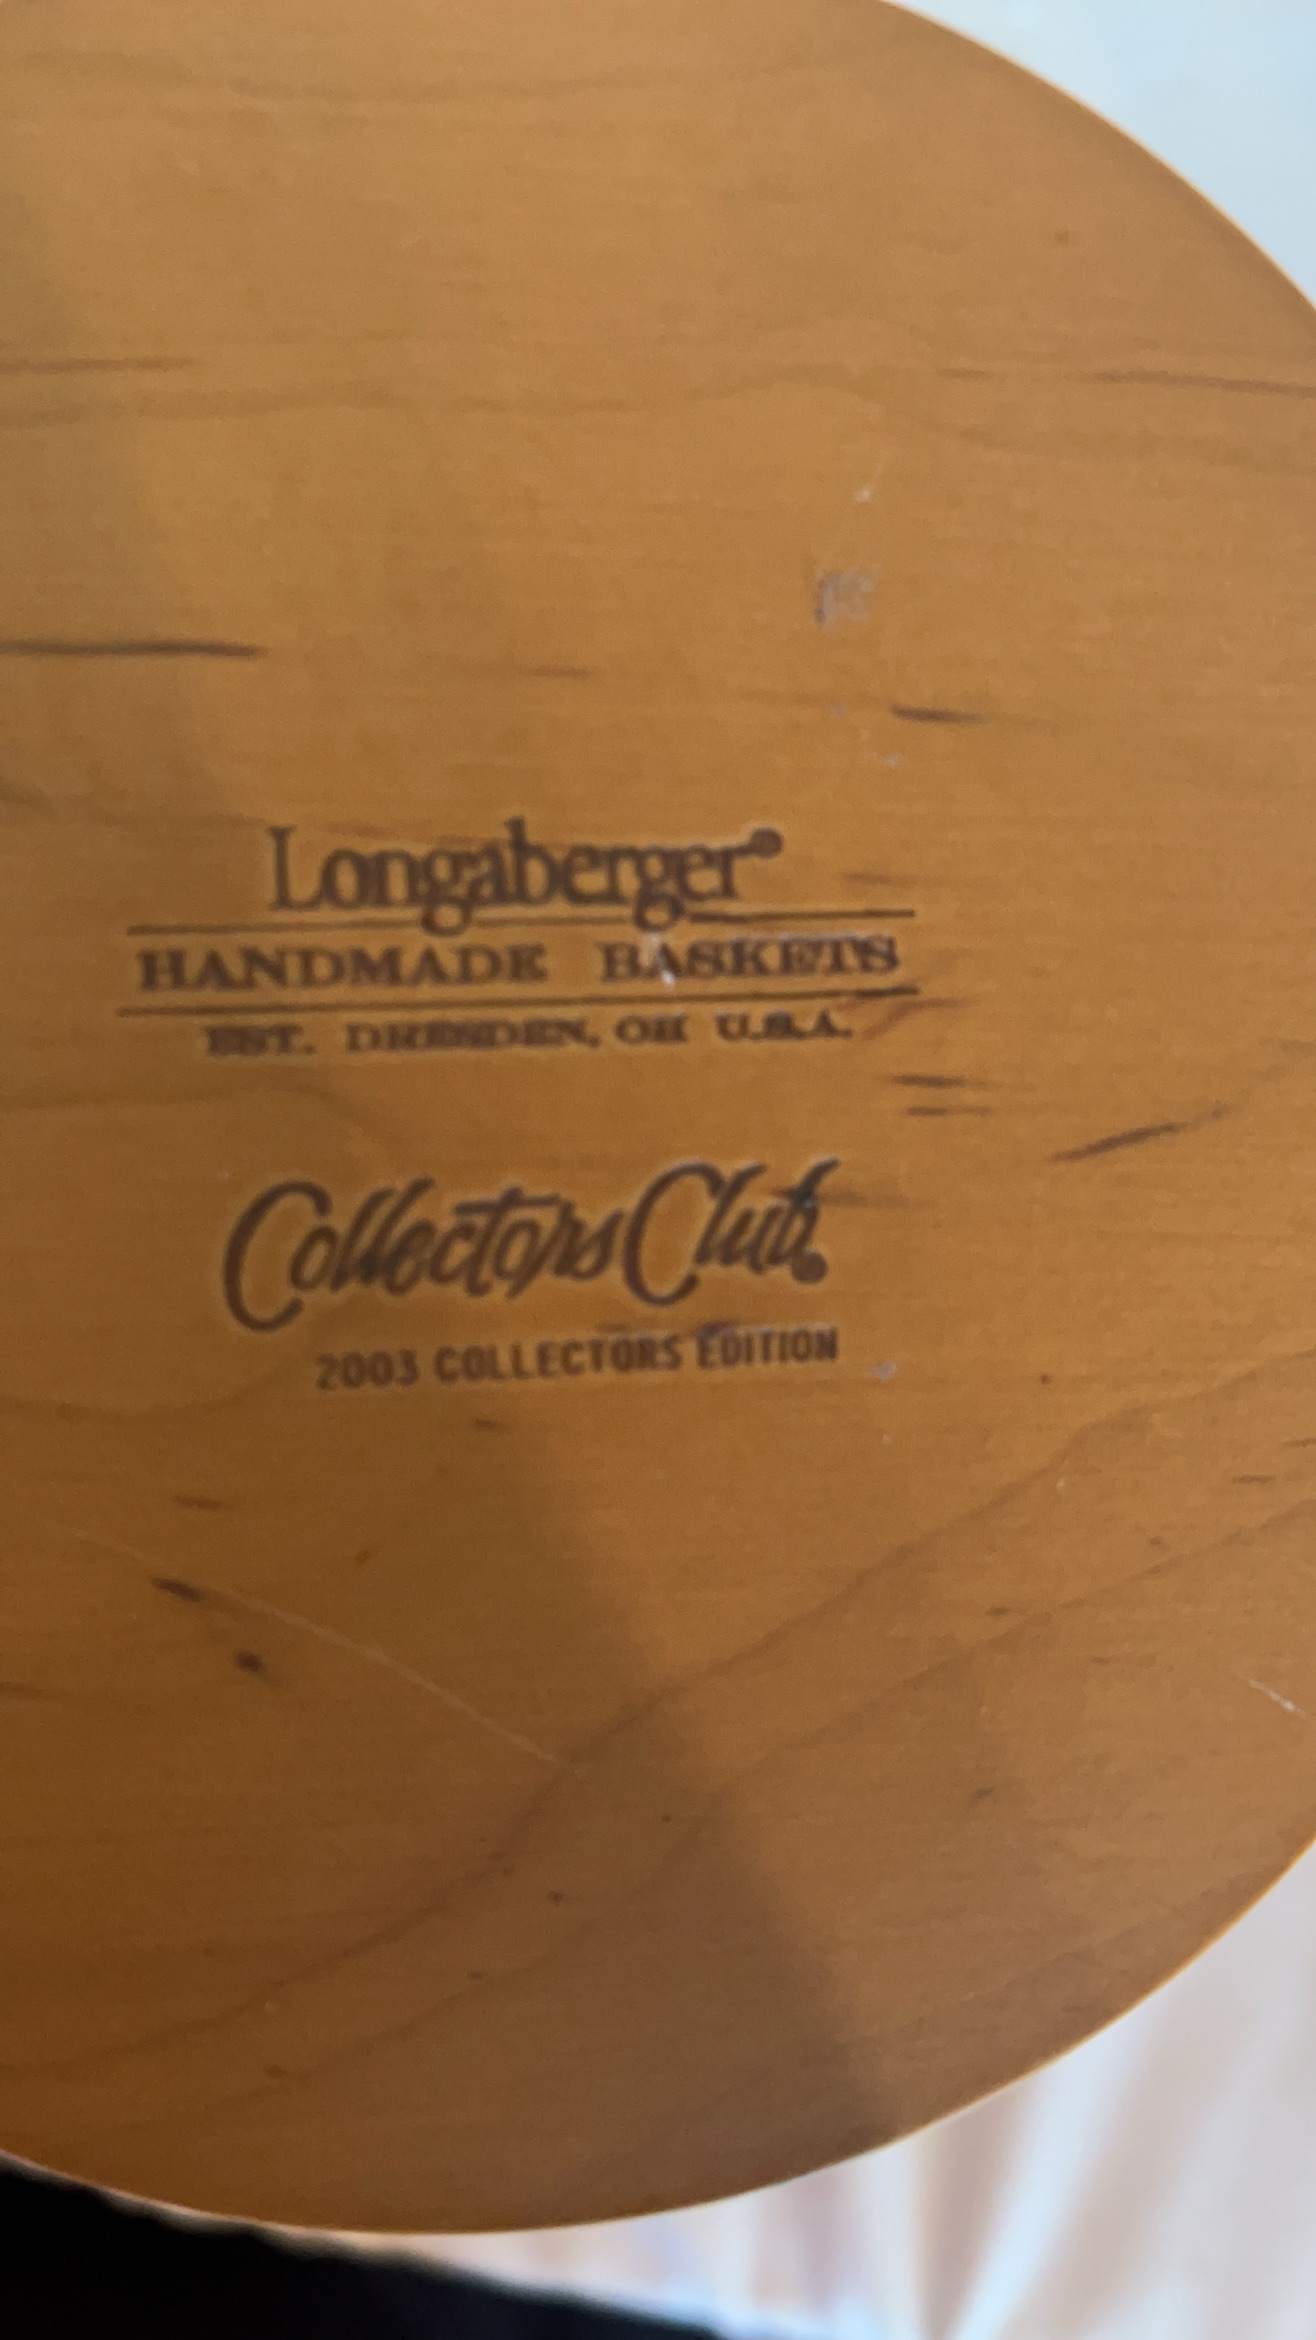 Longaberger®
HANDMADE BASKETS
EST. DRESDEN, OH U.S.A.
Collectors Club
2003 COLLECTORS EDITION